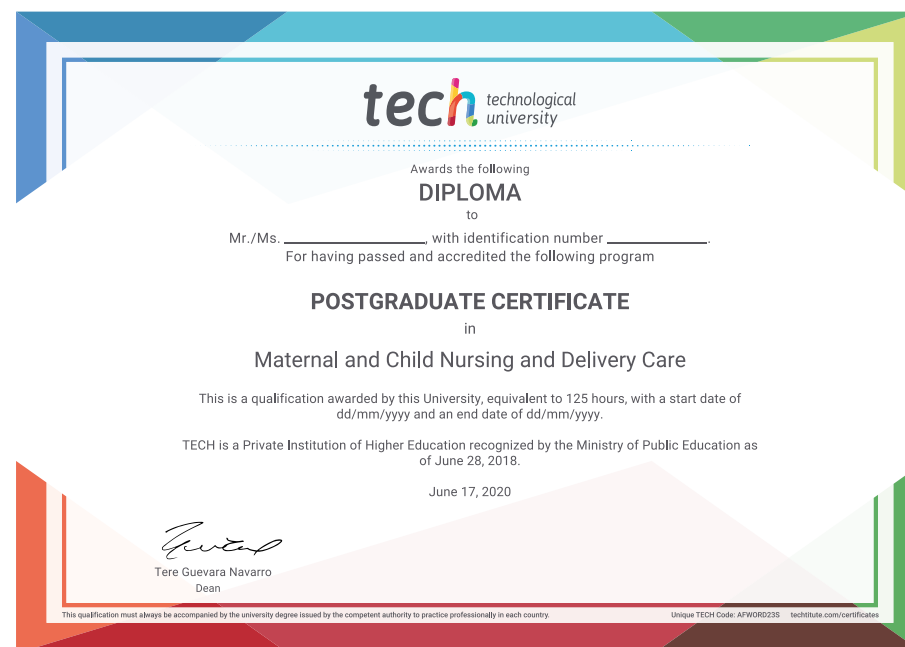 tech technological
university
Awards the following
DIPLOMA
to
Mr./Ms. ____________________, with identification number ______________.
For having passed and accredited the following program
POSTGRADUATE CERTIFICATE
in
Maternal and Child Nursing and Delivery Care
This is a qualification awarded by this University, equivalent to 125 hours, with a start date of
dd/mm/yyyy and an end date of dd/mm/yyyy.
TECH is a Private Institution of Higher Education recognized by the Ministry of Public Education as
of June 28, 2018.
June 17, 2020
Tere Guevara Navarro
Dean
This qualification must always be accompanied by the university degree issued by the competent authority to practice professionally in each country. Unique TECH Code: AFWORD23S techtitute.com/certificates